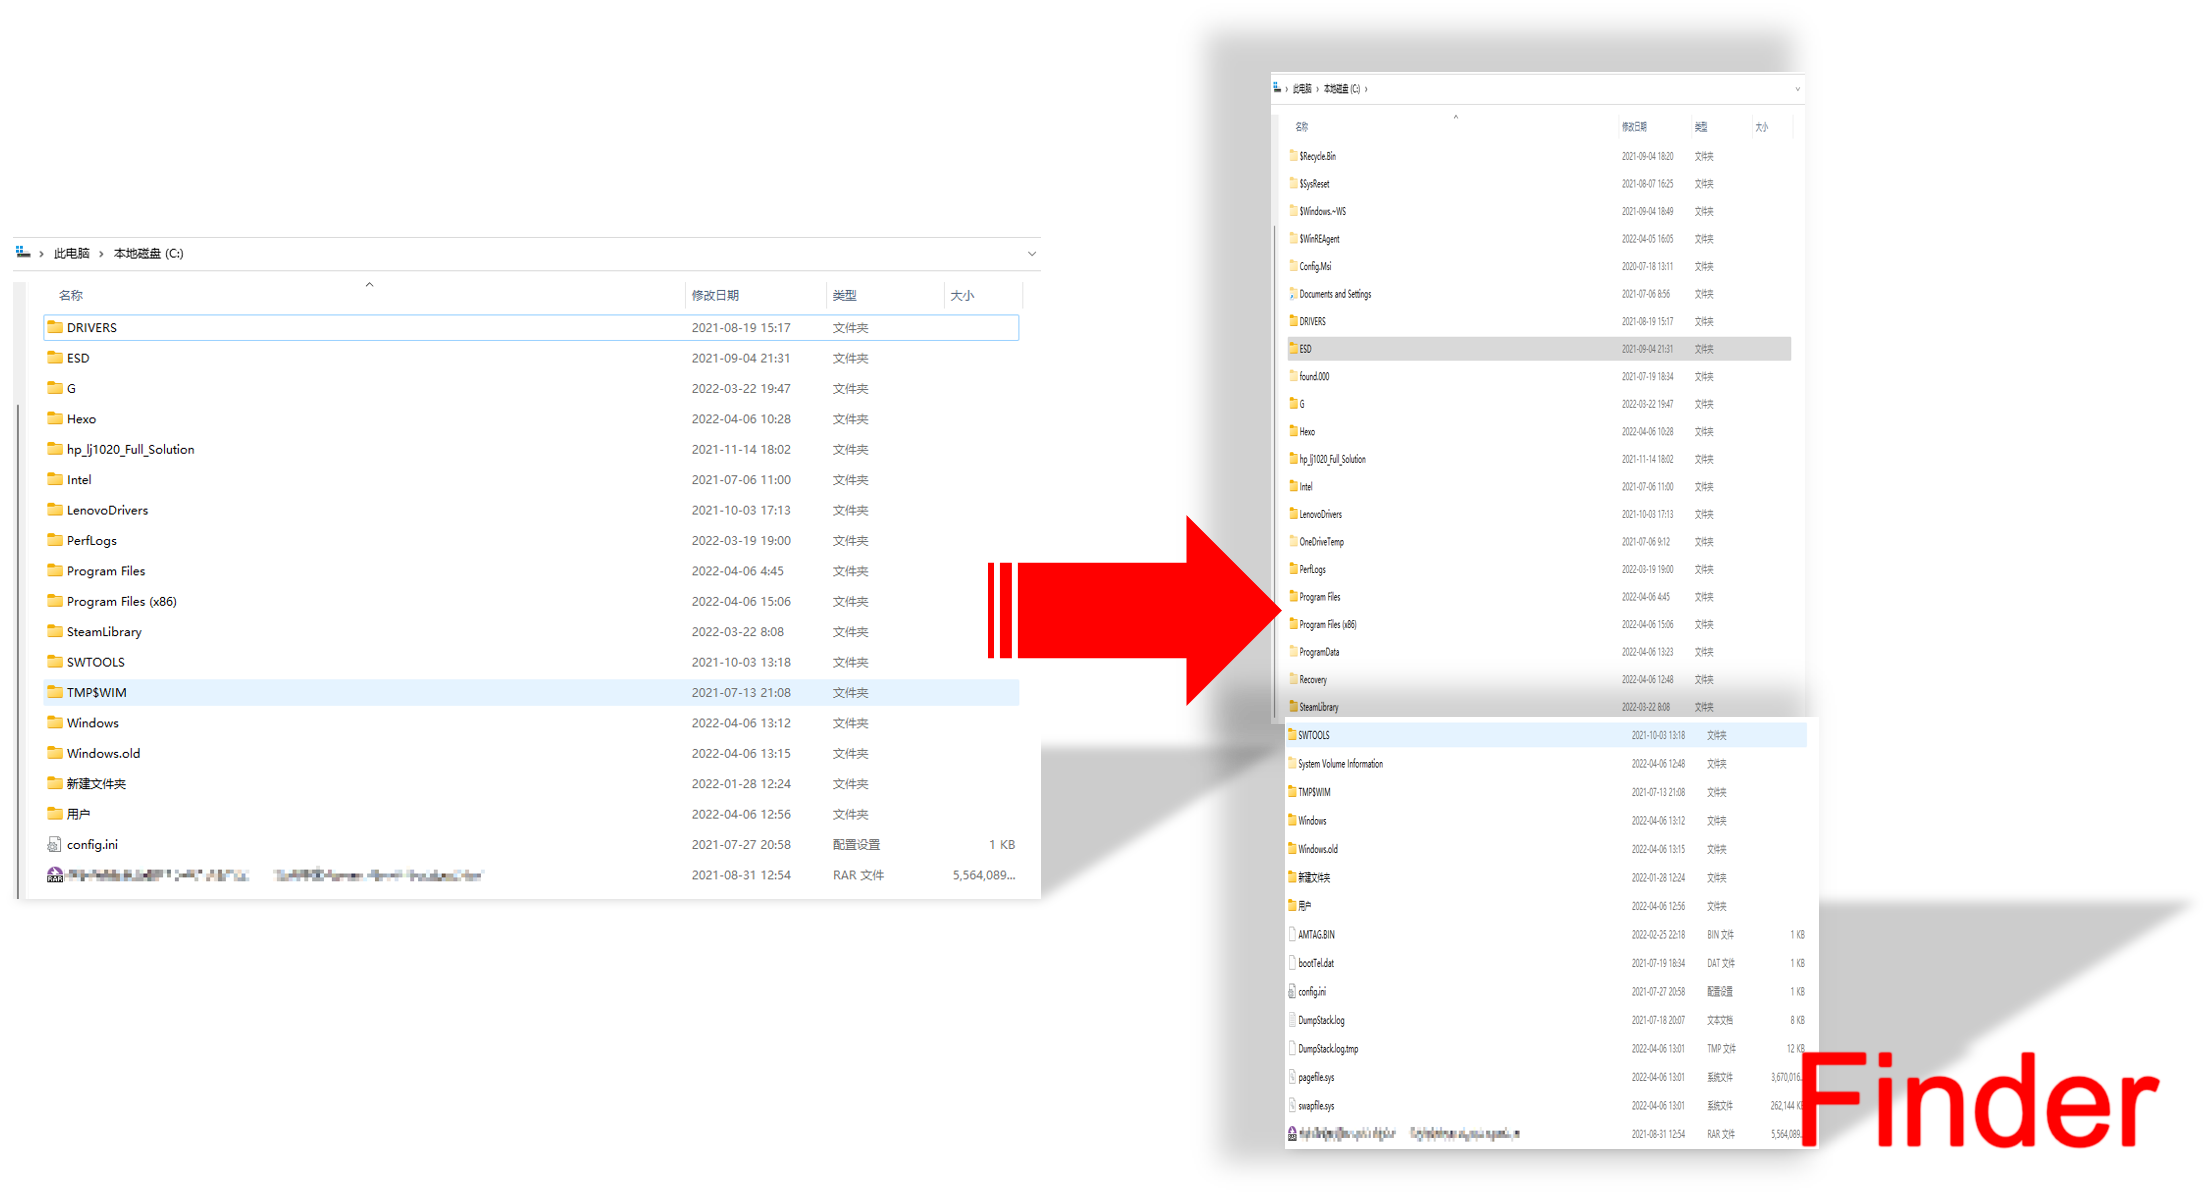 此电脑 › 本地磁盘 (C:)
名称 修改日期 类型 大小
DRIVERS 2021-08-19 15:17 文件夹
ESD 2021-09-04 21:31 文件夹
G 2022-03-22 19:47 文件夹
Hexo 2022-04-06 10:28 文件夹
hp_lj1020_Full_Solution 2021-11-14 18:02 文件夹
Intel 2021-07-06 11:00 文件夹
LenovoDrivers 2021-10-03 17:13 文件夹
PerfLogs 2022-03-19 19:00 文件夹
Program Files 2022-04-06 4:45 文件夹
Program Files (x86) 2022-04-06 15:06 文件夹
SteamLibrary 2022-03-22 8:08 文件夹
SWTOOLS 2021-10-03 13:18 文件夹
TMP$WIM 2021-07-13 21:08 文件夹
Windows 2022-04-06 13:12 文件夹
Windows.old 2022-04-06 13:15 文件夹
新建文件夹 2022-01-28 12:24 文件夹
用户 2022-04-06 12:56 文件夹
config.ini 2021-07-27 20:58 配置设置 1 KB
2021-08-31 12:54 RAR 文件 5,564,089...
此电脑 › 本地磁盘 (C:) ›
名称 修改日期 类型 大小
$Recycle.Bin 2021-09-04 18:20 文件夹
$SysReset 2021-08-07 16:25 文件夹
$Windows.~WS 2021-09-04 18:49 文件夹
$WinREAgent 2022-04-05 16:05 文件夹
Config.Msi 2020-07-18 13:11 文件夹
Documents and Settings 2021-07-06 8:56 文件夹
DRIVERS 2021-08-19 15:17 文件夹
ESD 2021-09-04 21:31 文件夹
found.000 2021-07-19 18:34 文件夹
G 2022-03-22 19:47 文件夹
Hexo 2022-04-06 10:28 文件夹
hp_lj1020_Full_Solution 2021-11-14 18:02 文件夹
Intel 2021-07-06 11:00 文件夹
LenovoDrivers 2021-10-03 17:13 文件夹
OneDriveTemp 2021-07-06 9:12 文件夹
PerfLogs 2022-03-19 19:00 文件夹
Program Files 2022-04-06 4:45 文件夹
Program Files (x86) 2022-04-06 15:06 文件夹
ProgramData 2022-04-06 13:23 文件夹
Recovery 2022-04-06 12:48 文件夹
SteamLibrary 2022-03-22 8:08 文件夹
SWTOOLS 2021-10-03 13:18 文件夹
System Volume Information 2022-04-06 12:48 文件夹
TMP$WIM 2021-07-13 21:08 文件夹
Windows 2022-04-06 13:12 文件夹
Windows.old 2022-04-06 13:15 文件夹
新建文件夹 2022-01-28 12:24 文件夹
用户 2022-04-06 12:56 文件夹
AMTAG.BIN 2022-02-25 22:18 BIN 文件 1 KB
bootTel.dat 2021-07-19 18:34 DAT 文件 1 KB
config.ini 2021-07-27 20:58 配置设置 1 KB
DumpStack.log 2021-07-18 20:07 文本文档 8 KB
DumpStack.log.tmp 2022-04-06 13:01 TMP 文件 12 KB
pagefile.sys 2022-04-06 13:01 系统文件 3,670,016...
swapfile.sys 2022-04-06 13:01 系统文件 262,144 KB
2021-08-31 12:54 RAR 文件 5,564,089...
Finder